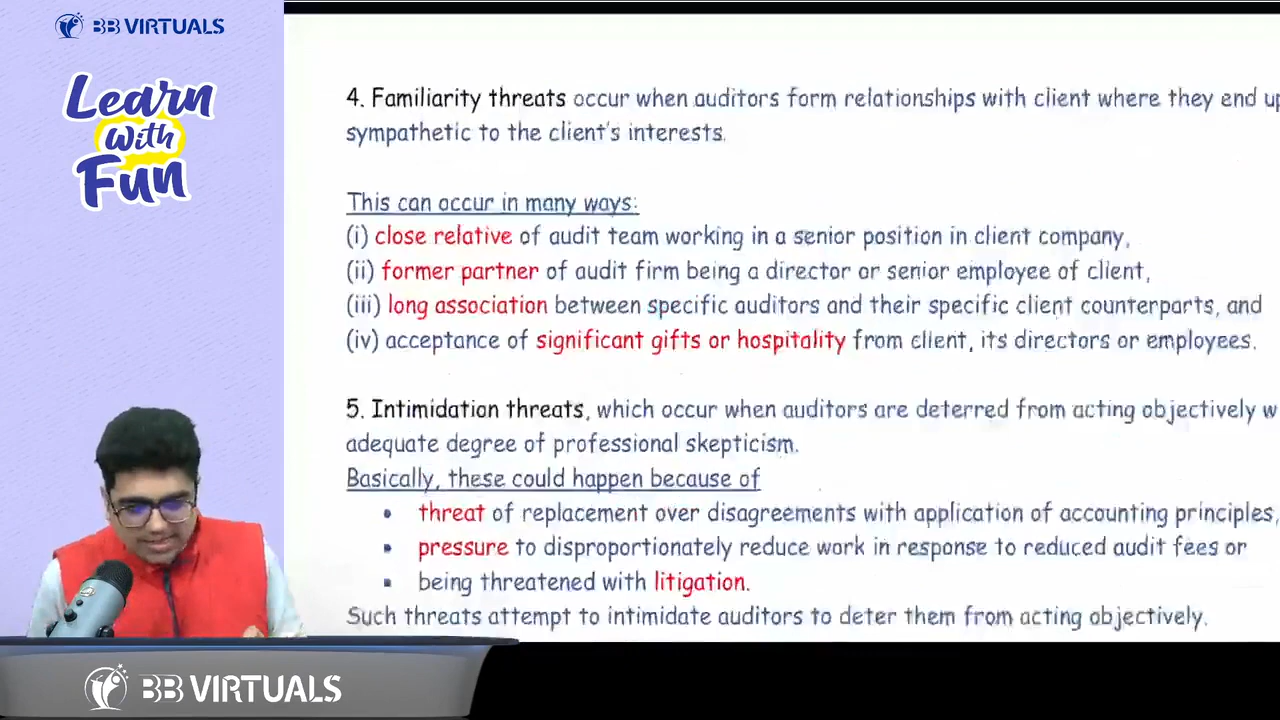 BB VIRTUALS
Learn
with
Fun
4. Familiarity threats occur when auditors form relationships with client where they end up
sympathetic to the client's interests.
This can occur in many ways:
(i) close relative of audit team working in a senior position in client company,
(ii) former partner of audit firm being a director or senior employee of client,
(iii) long association between specific auditors and their specific client counterparts, and
(iv) acceptance of significant gifts or hospitality from client, its directors or employees.
5. Intimidation threats, which occur when auditors are deterred from acting objectively w
adequate degree of professional skepticism.
Basically, these could happen because of
• threat of replacement over disagreements with application of accounting principles,
• pressure to disproportionately reduce work in response to reduced audit fees or
• being threatened with litigation.
Such threats attempt to intimidate auditors to deter them from acting objectively.
BB VIRTUALS